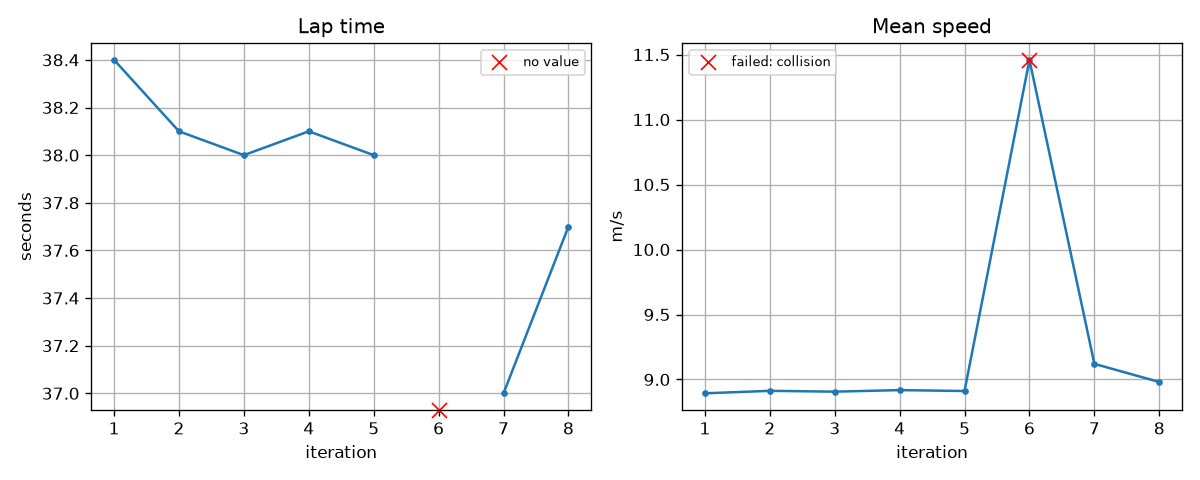 Lap time
38.4
38.2
38.0
37.8
37.6
37.4
37.2
37.0
seconds
no value
1 2 3 4 5 6 7 8
iteration
Mean speed
11.5
11.0
10.5
10.0
9.5
9.0
m/s
failed: collision
1 2 3 4 5 6 7 8
iteration